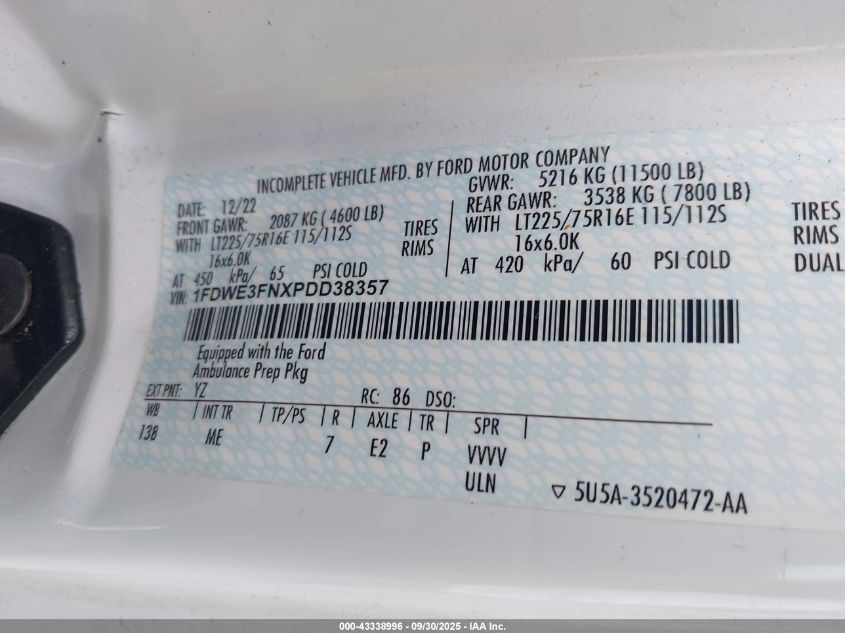 INCOMPLETE VEHICLE MFD. BY FORD MOTOR COMPANY
DATE: 12/22
GVWR: 5216 KG (11500 LB)
FRONT GAWR: 2087 KG ( 4600 LB)
REAR GAWR: 3538 KG ( 7800 LB)
WITH LT225/75R16E 115/112S TIRES
WITH LT225/75R16E 115/112S TIRES
16x6.0K RIMS
16x6.0K RIMS
AT 450 kPa/ 65 PSI COLD
AT 420 kPa/ 60 PSI COLD DUAL
VIN: 1FDWE3FNXPDD38357
Equipped with the Ford
Ambulance Prep Pkg
EXT PNT: YZ RC: 86 DSO:
WB INT TR TP/PS R AXLE TR SPR
138 ME 7 E2 P VVVV
ULN
▽ 5U5A-3520472-AA
000-43338996 - 09/30/2025 - IAA Inc.